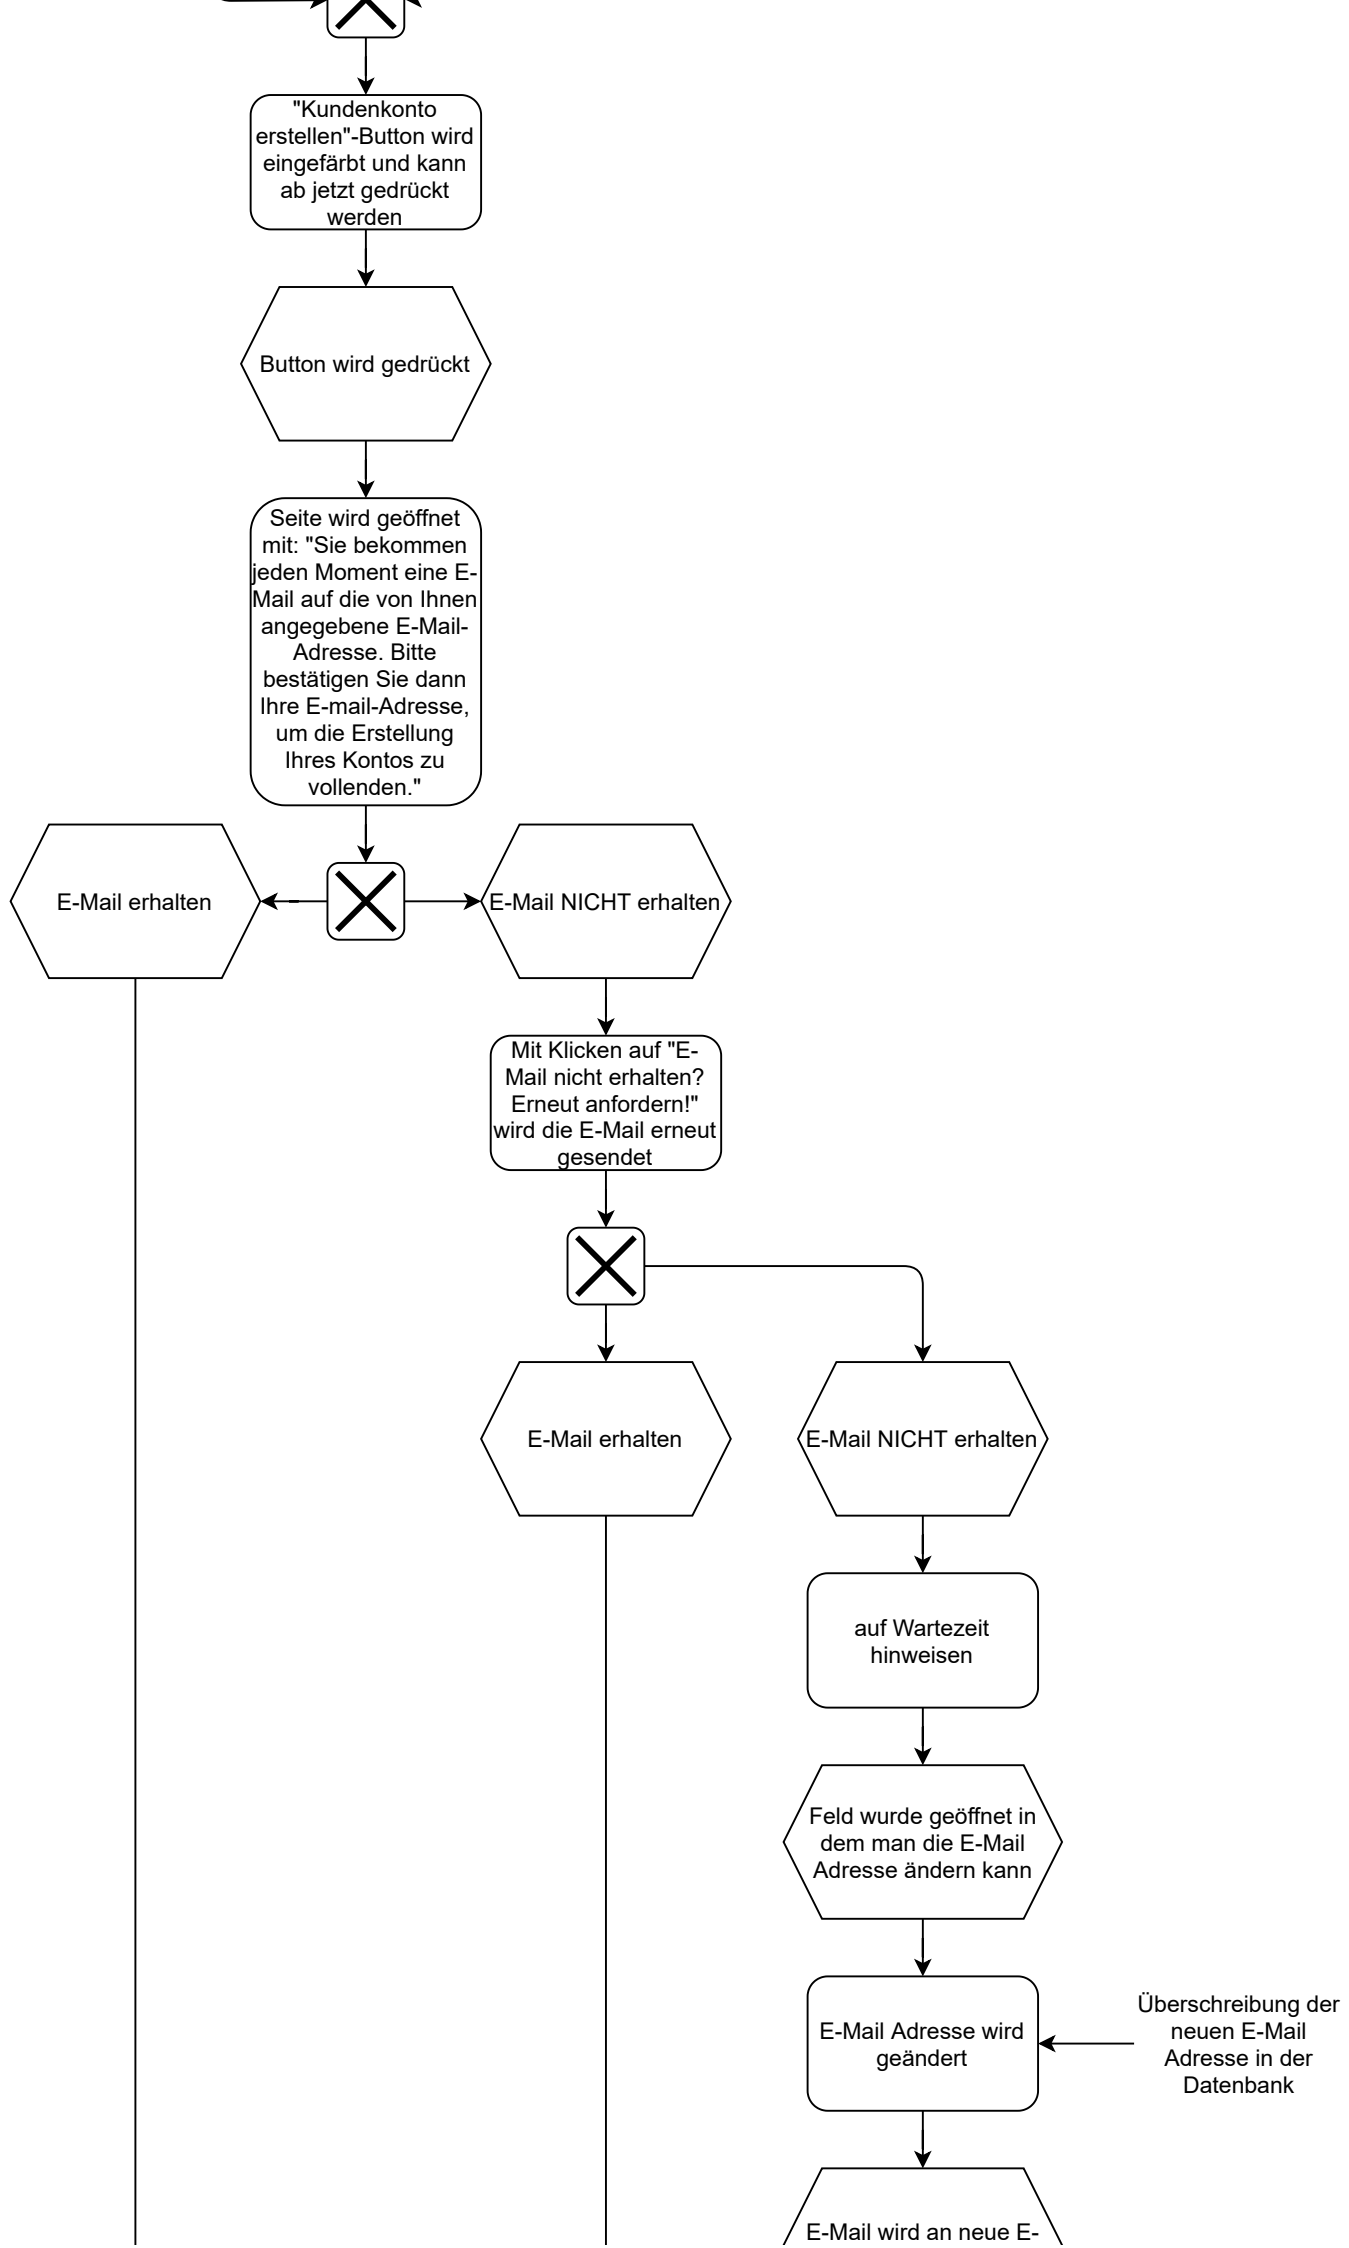 "Kundenkonto
erstellen"-Button wird
eingefärbt und kann
ab jetzt gedrückt
werden
Button wird gedrückt
Seite wird geöffnet
mit: "Sie bekommen
jeden Moment eine E-
Mail auf die von Ihnen
angegebene E-Mail-
Adresse. Bitte
bestätigen Sie dann
Ihre E-mail-Adresse,
um die Erstellung
Ihres Kontos zu
vollenden."
E-Mail erhalten
E-Mail NICHT erhalten
Mit Klicken auf "E-
Mail nicht erhalten?
Erneut anfordern!"
wird die E-Mail erneut
gesendet
E-Mail erhalten
E-Mail NICHT erhalten
auf Wartezeit
hinweisen
Feld wurde geöffnet in
dem man die E-Mail
Adresse ändern kann
E-Mail Adresse wird
geändert
Überschreibung der
neuen E-Mail
Adresse in der
Datenbank
E-Mail wird an neue E-